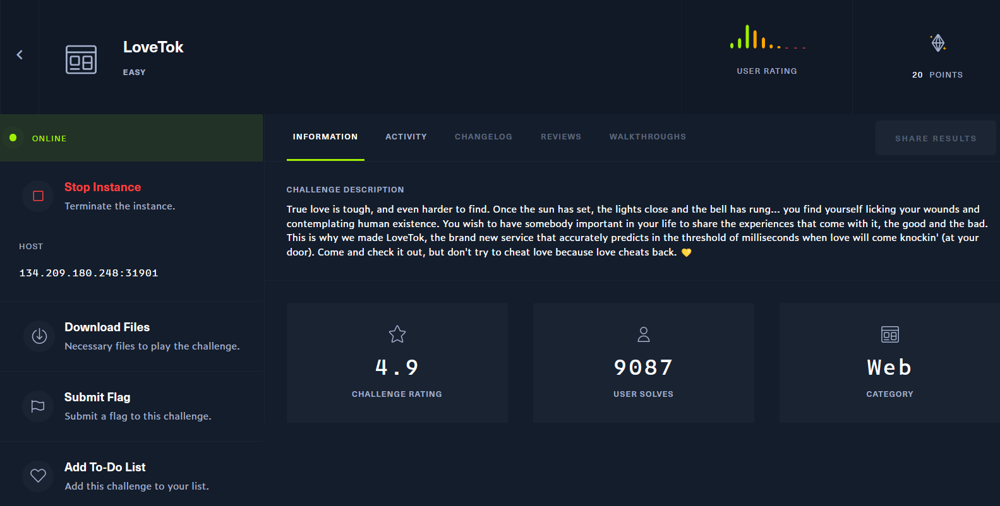 LoveTok
EASY
USER RATING
20 POINTS
ONLINE
INFORMATION ACTIVITY CHANGELOG REVIEWS WALKTHROUGHS
SHARE RESULTS
Stop Instance
Terminate the instance.
HOST
134.209.180.248:31901
Download Files
Necessary files to play the challenge.
Submit Flag
Submit a flag to this challenge.
Add To-Do List
Add this challenge to your list.
CHALLENGE DESCRIPTION
True love is tough, and even harder to find. Once the sun has set, the lights close and the bell has rung... you find yourself licking your wounds and
contemplating human existence. You wish to have somebody important in your life to share the experiences that come with it, the good and the bad.
This is why we made LoveTok, the brand new service that accurately predicts in the threshold of milliseconds when love will come knockin' (at your
door). Come and check it out, but don't try to cheat love because love cheats back. 💛
4.9
CHALLENGE RATING
9087
USER SOLVES
Web
CATEGORY